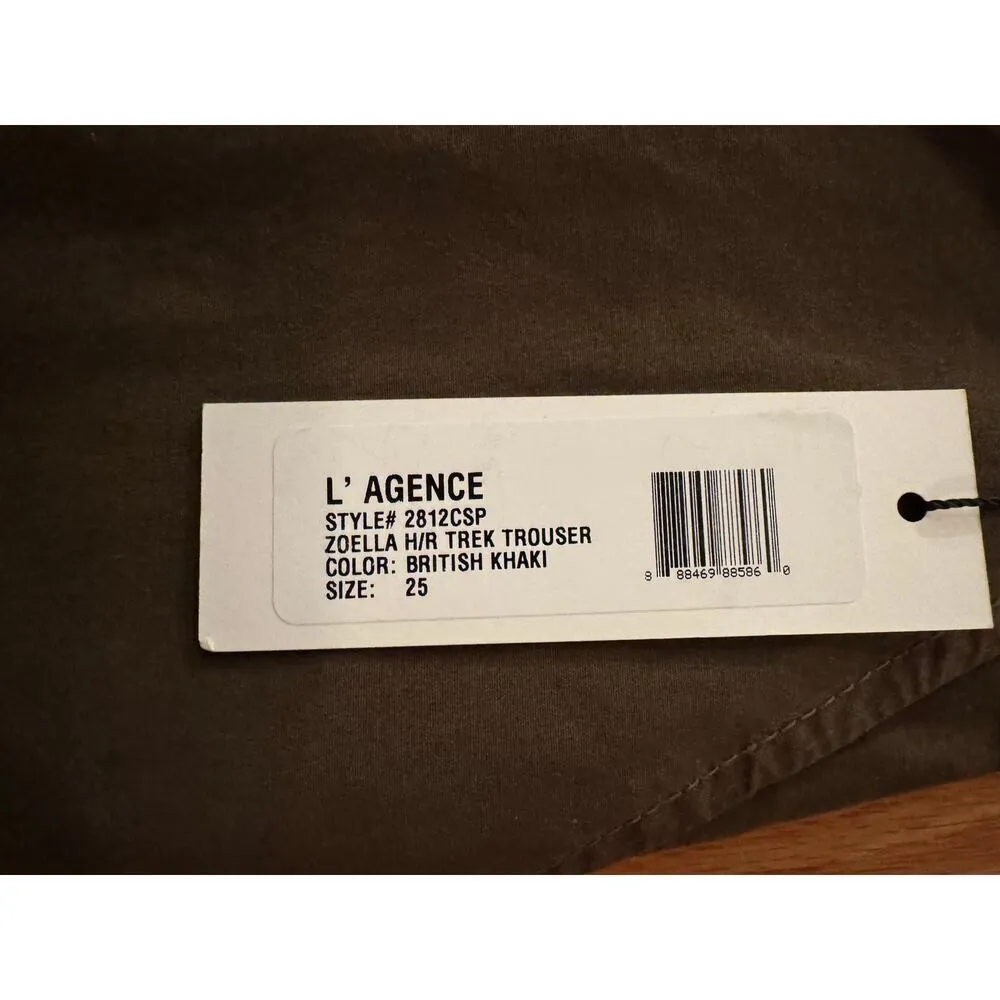 L' AGENCE
STYLE# 2812CSP
ZOELLA H/R TREK TROUSER
COLOR: BRITISH KHAKI
SIZE: 25
8 88469 88586 0